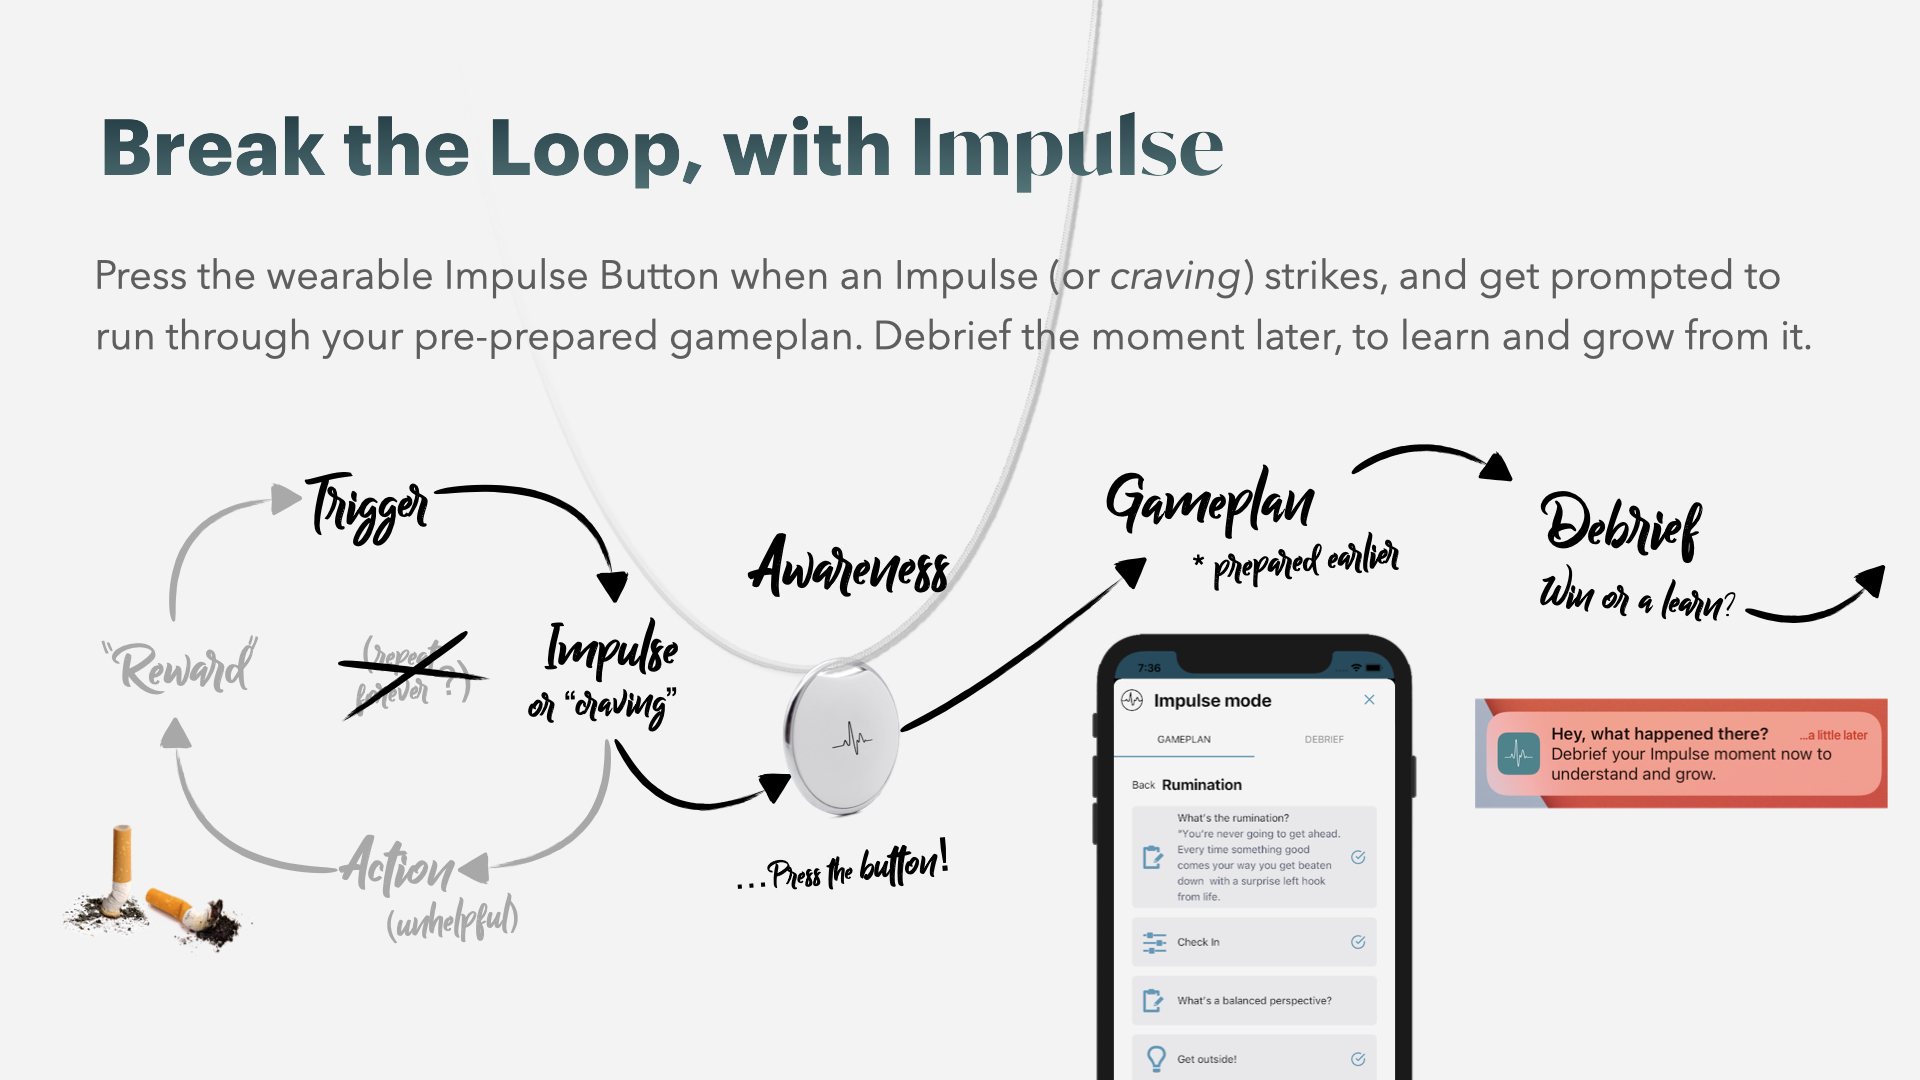 Break the Loop, with Impulse
Press the wearable Impulse Button when an Impulse (or craving) strikes, and get prompted to
run through your pre-prepared gameplan. Debrief the moment later, to learn and grow from it.
Trigger
"Reward"
(repeat
forever?)
Impulse
or “craving”
Action
(unhelpful)
Awareness
...Press the button!
Gameplan
* prepared earlier
Debrief
Win or a learn?
7:36
Impulse mode
GAMEPLAN DEBRIEF
Back Rumination
What's the rumination?
"You're never going to get ahead.
Every time something good
comes your way you get beaten
down with a surprise left hook
from life.
Check In
What's a balanced perspective?
Get outside!
Hey, what happened there? ...a little later
Debrief your Impulse moment now to
understand and grow.